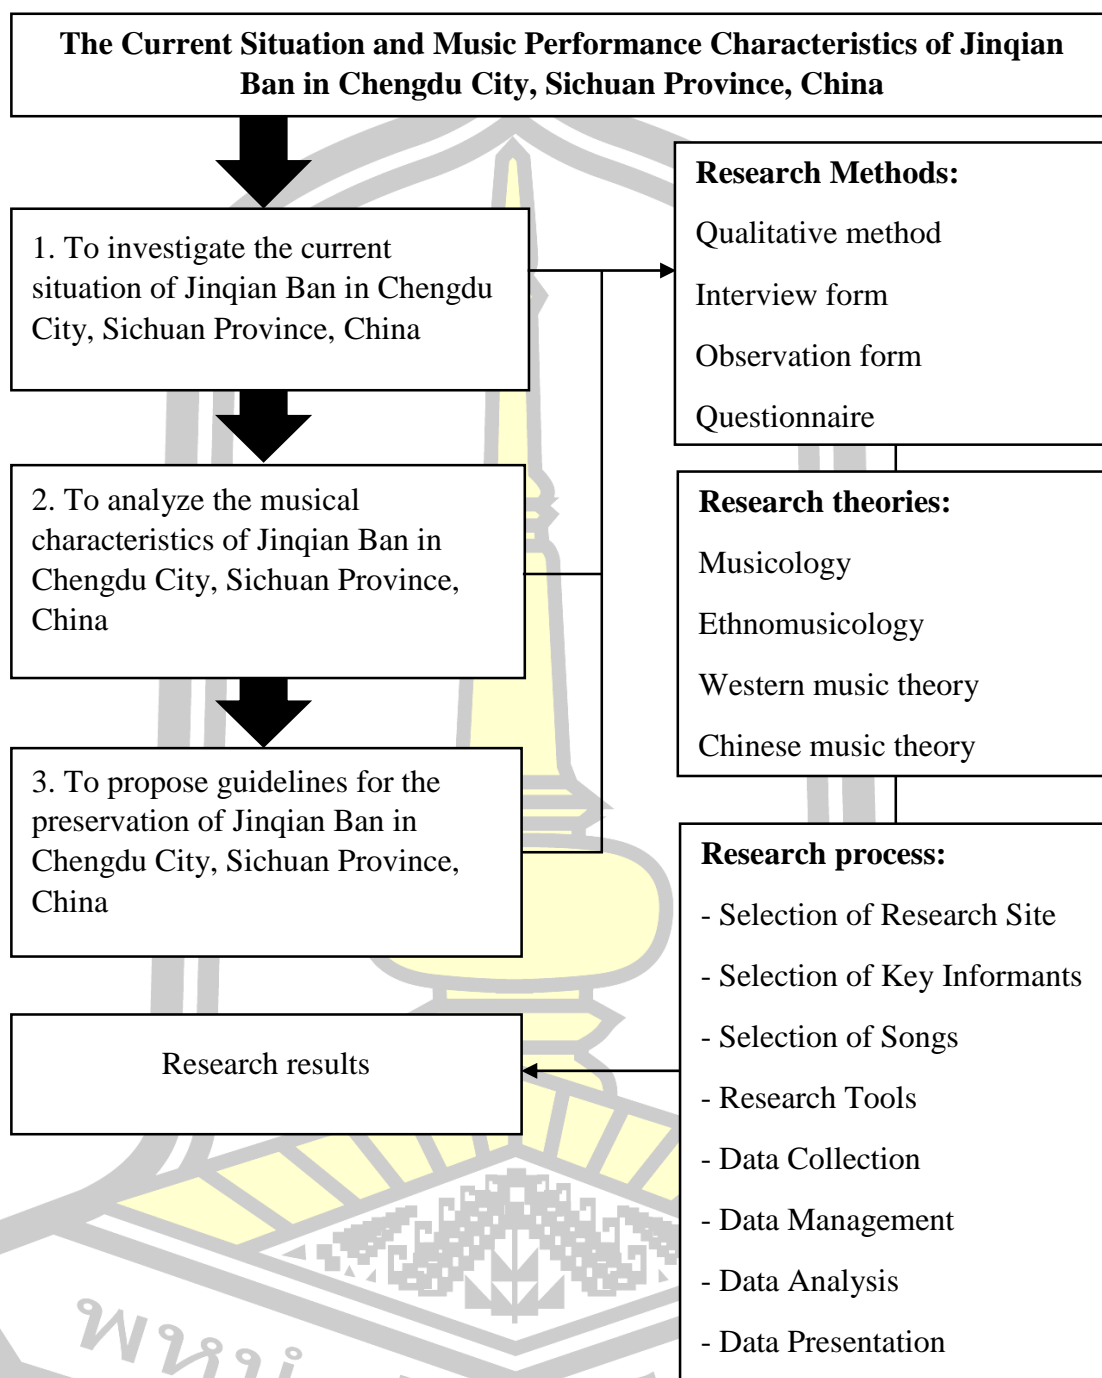 The Current Situation and Music Performance Characteristics of Jinqian
Ban in Chengdu City, Sichuan Province, China
1. To investigate the current
situation of Jinqian Ban in Chengdu
City, Sichuan Province, China
2. To analyze the musical
characteristics of Jinqian Ban in
Chengdu City, Sichuan Province,
China
3. To propose guidelines for the
preservation of Jinqian Ban in
Chengdu City, Sichuan Province,
China
Research results
Research Methods:
Qualitative method
Interview form
Observation form
Questionnaire
Research theories:
Musicology
Ethnomusicology
Western music theory
Chinese music theory
Research process:
- Selection of Research Site
- Selection of Key Informants
- Selection of Songs
- Research Tools
- Data Collection
- Data Management
- Data Analysis
- Data Presentation